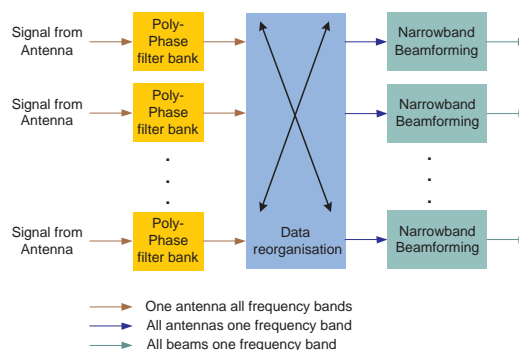 Signal from
Antenna
Poly-
Phase
filter bank
Narrowband
Beamforming
Signal from
Antenna
Poly-
Phase
filter bank
Narrowband
Beamforming
Signal from
Antenna
Poly-
Phase
filter bank
Data
reorganisation
Narrowband
Beamforming
One antenna all frequency bands
All antennas one frequency band
All beams one frequency band